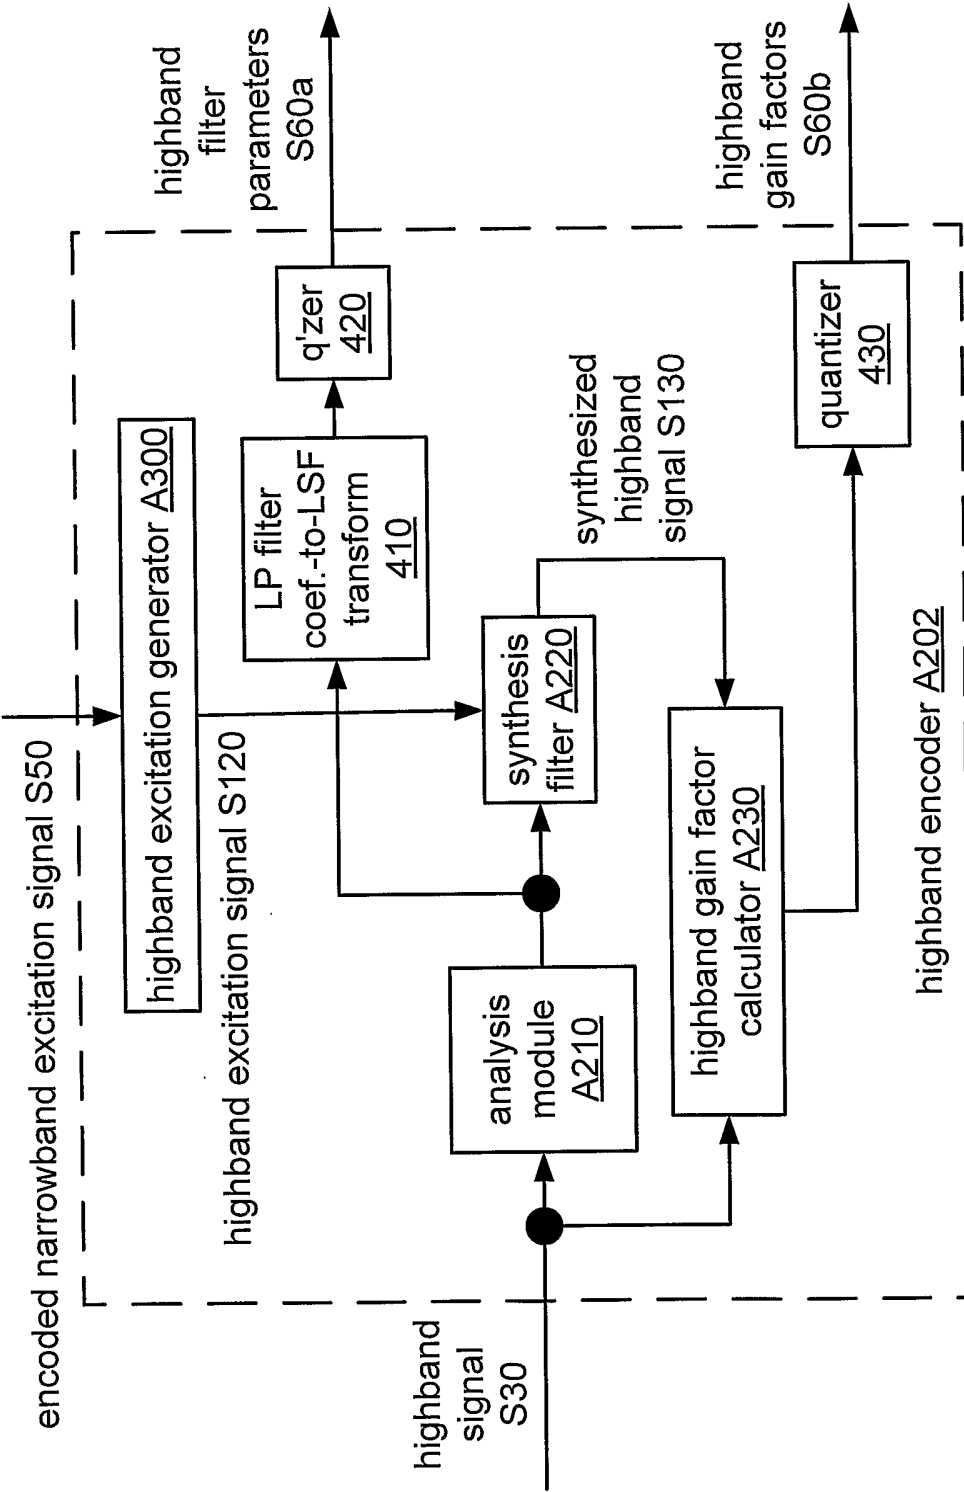 encoded narrowband excitation signal S50
highband excitation generator A300
highband excitation signal S120
highband
filter
parameters
S60a
LP filter
coef.-to-LSF
transform
410
q'zer
420
highband
signal
S30
analysis
module
A210
synthesis
filter A220
synthesized
highband
signal S130
highband gain factor
calculator A230
quantizer
430
highband
gain factors
S60b
highband encoder A202